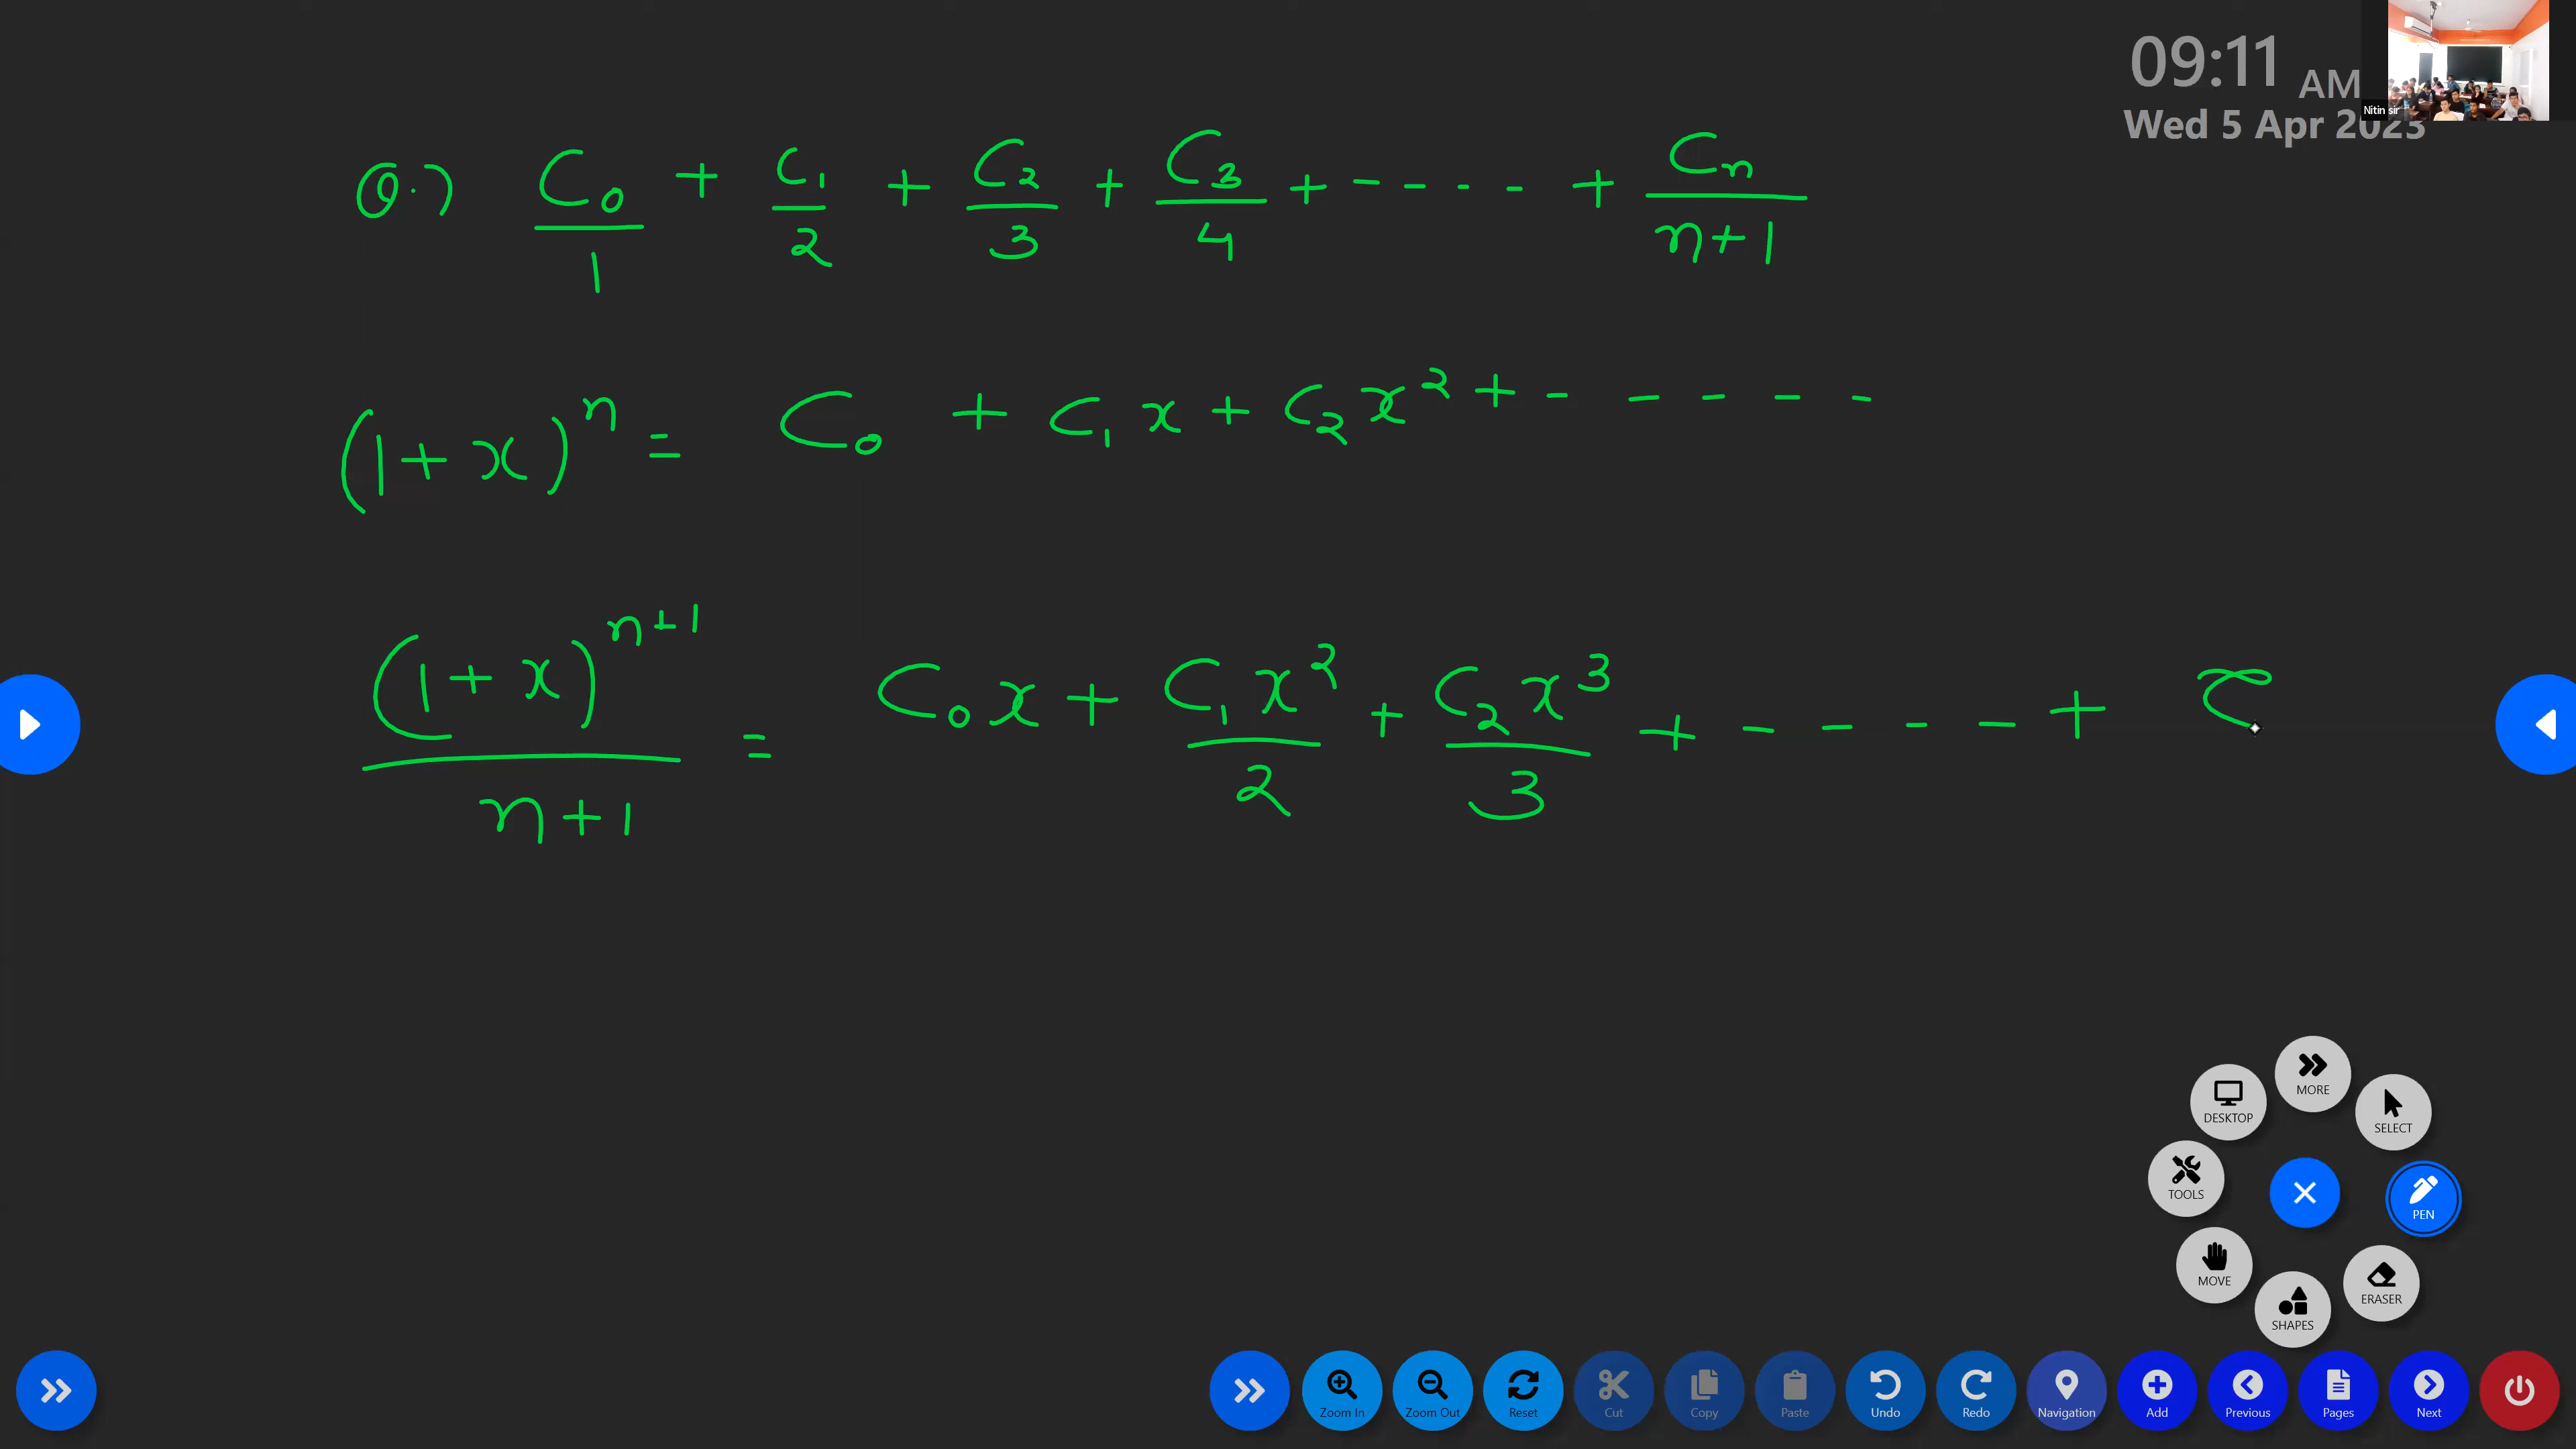 09:11 AM
Wed 5 Apr 2023
Nitin sir
Q.) C₀/1 + C₁/2 + C₂/3 + C₃/4 + - - - - + Cₙ/n+1
(1+x)ⁿ = C₀ + C₁x + C₂x² + - - - - -
(1+x)ⁿ⁺¹/n+1 = C₀x + C₁x²/2 + C₂x³/3 + - - - - +
MORE
DESKTOP
SELECT
TOOLS
PEN
MOVE
ERASER
SHAPES
Zoom In Zoom Out Reset Cut Copy Paste Undo Redo Navigation Add Previous Pages Next